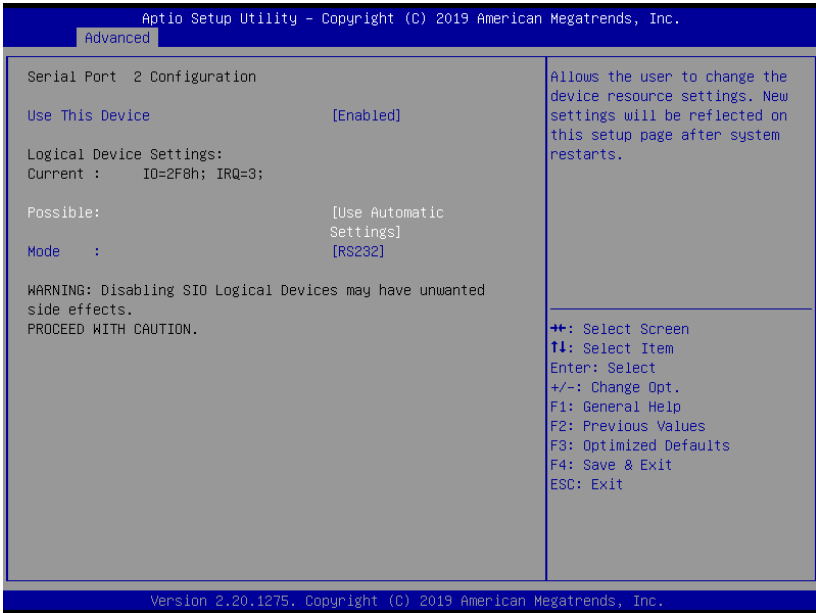 Aptio Setup Utility – Copyright (C) 2019 American Megatrends, Inc.
Advanced
Serial Port  2 Configuration
Use This Device [Enabled]
Logical Device Settings:
Current :  IO=2F8h; IRQ=3;
Possible: [Use Automatic
Settings]
Mode : [RS232]
WARNING: Disabling SIO Logical Devices may have unwanted
side effects.
PROCEED WITH CAUTION.
Allows the user to change the
device resource settings. New
settings will be reflected on
this setup page after system
restarts.
→←: Select Screen
↑↓: Select Item
Enter: Select
+/-: Change Opt.
F1: General Help
F2: Previous Values
F3: Optimized Defaults
F4: Save & Exit
ESC: Exit
Version 2.20.1275. Copyright (C) 2019 American Megatrends, Inc.